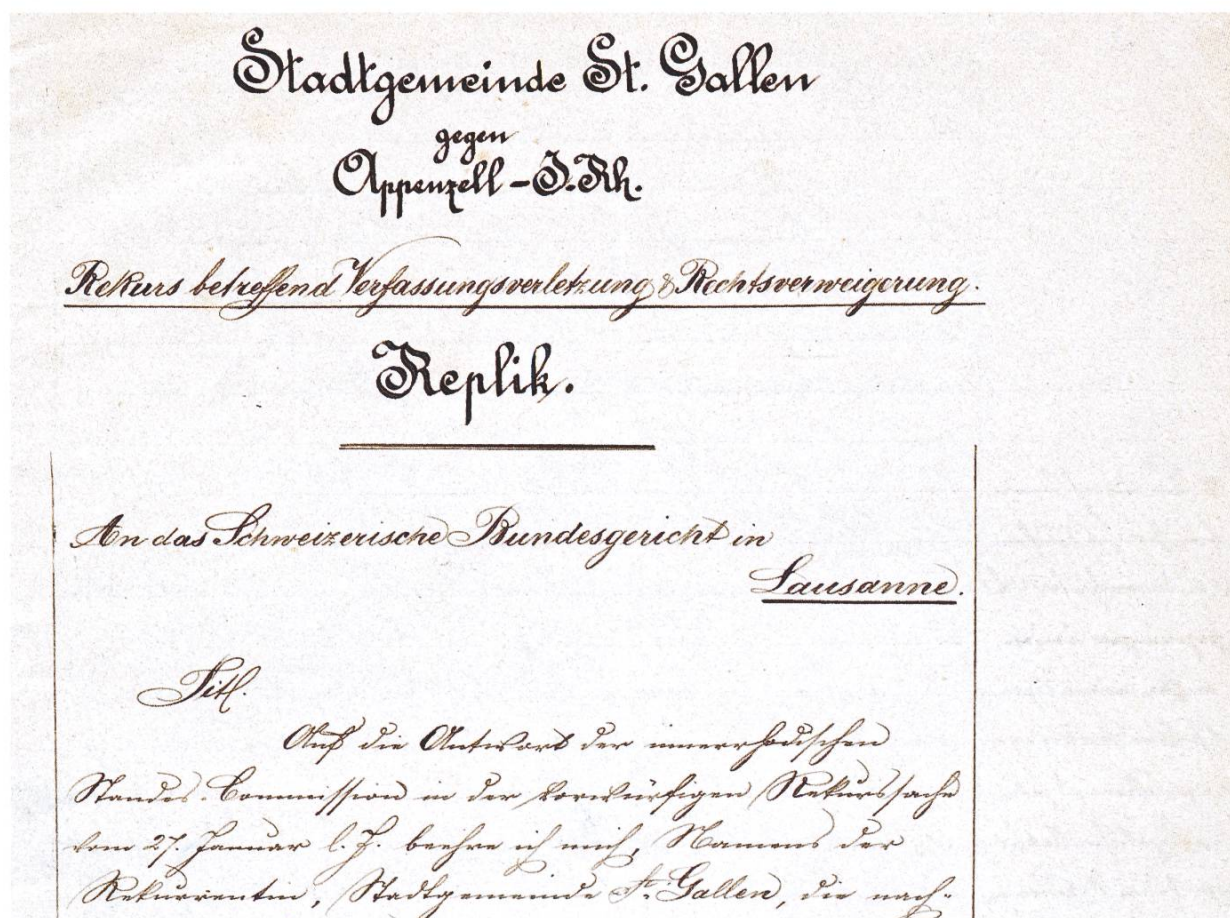 Stadtgemeinde St. Gallen
gegen
Appenzell - I. Rh.
Rekurs betreffend Verfassungsverletzung & Rechtsverweigerung.
Replik.
An das Schweizerische Bundesgericht in
Lausanne.
Titl.
Auf die Antwort der innerrhodischen
Standes-Commission in der vorwürfigen Rekurssache
vom 27. Januar l. J. beehre ich mich, Namens der
Rekurrentin, Stadtgemeinde St. Gallen, die nach-